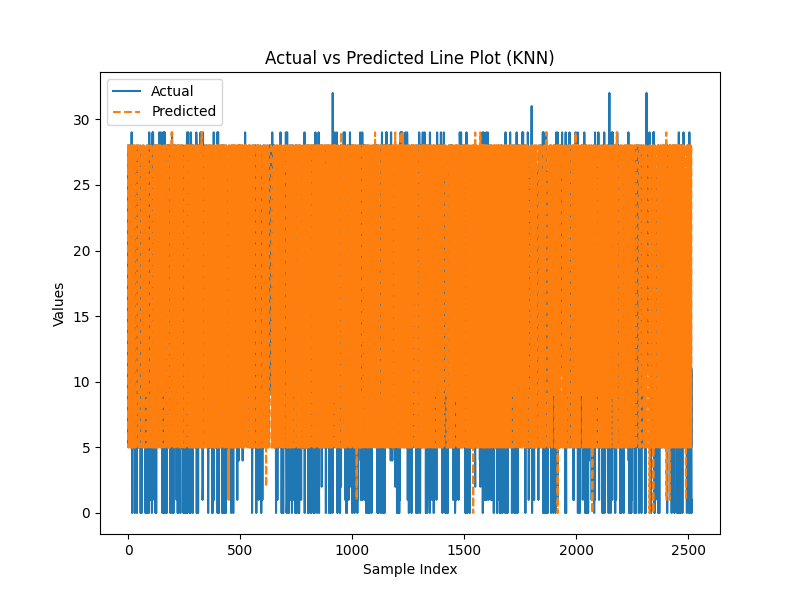 Actual vs Predicted Line Plot (KNN)
Actual
Predicted
30
25
20
15
10
5
0
Values
0
500
1000
1500
2000
2500
Sample Index